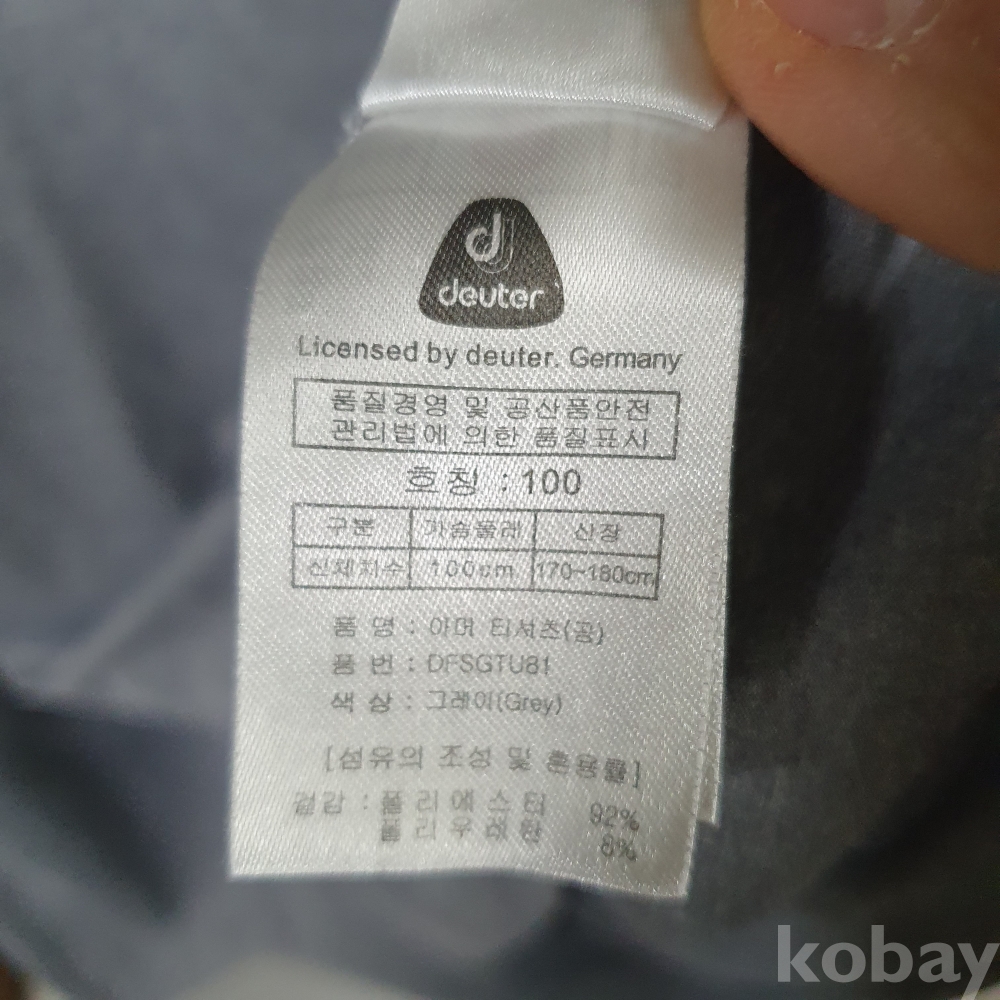 d
deuter
Licensed by deuter. Germany
품질경영 및 공산품안전
관리법에 의한 품질표시
호칭 : 100
구분 가슴둘레 신장
신체치수 100cm 170~180cm
품 명 : 아머 티셔츠(공)
품 번 : DFSGTU81
색 상 : 그레이(Grey)
[섬유의 조성 및 혼용률]
겉감 : 폴리에스터 92%
폴리우레탄 8%
kobay